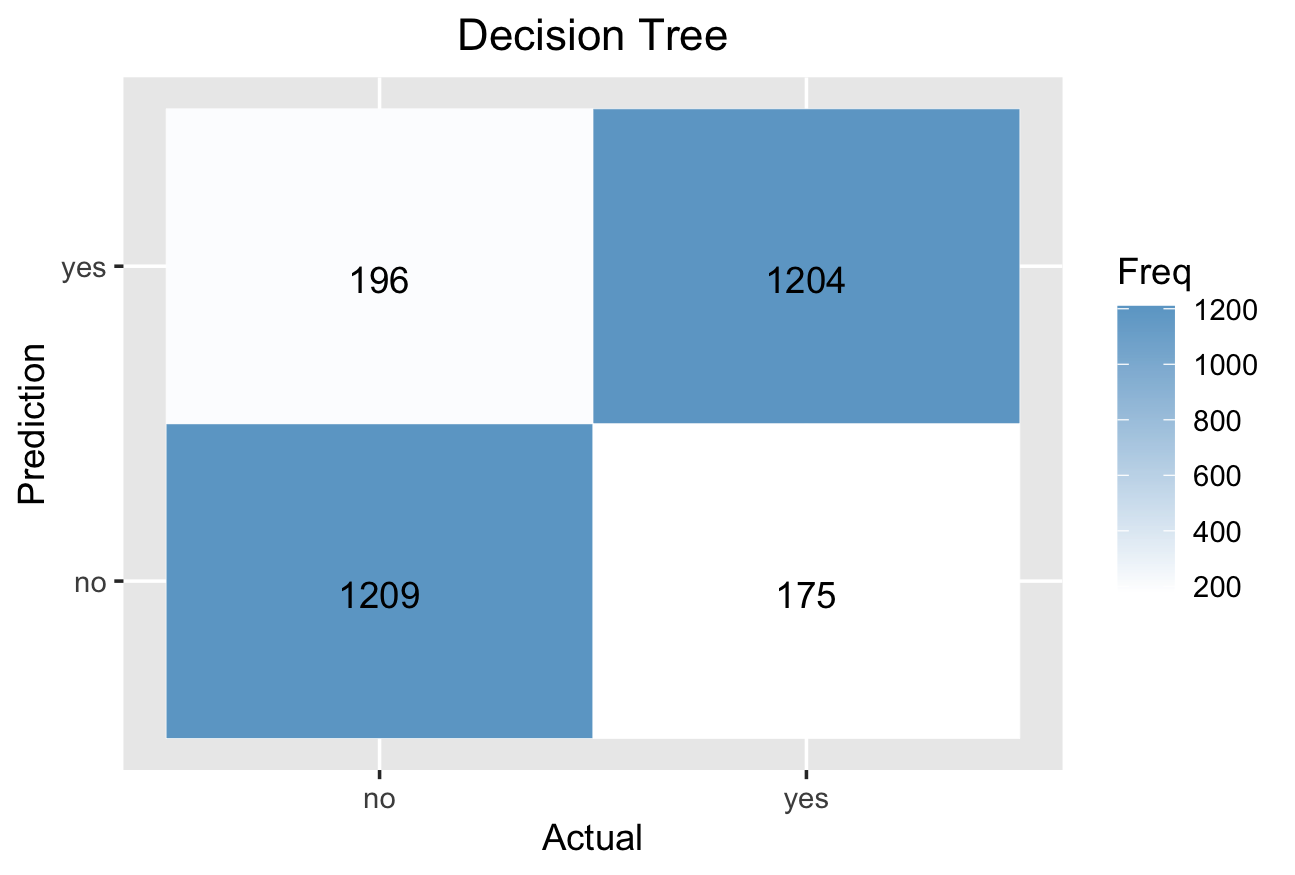 Decision Tree
Prediction
yes
no
196
1204
1209
175
no
yes
Actual
Freq
1200
1000
800
600
400
200